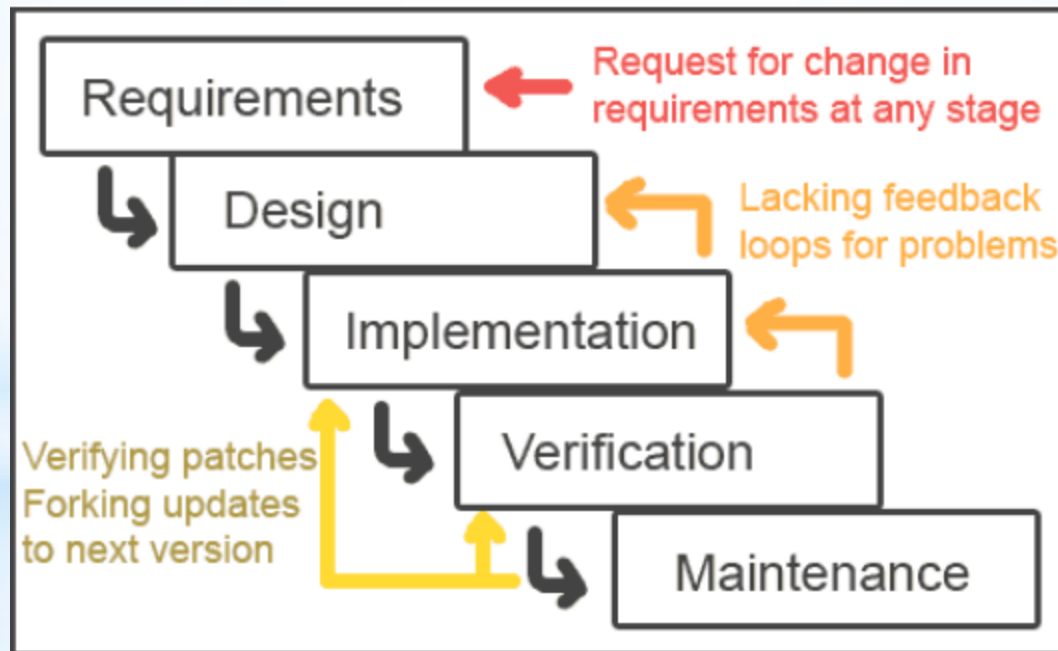 Requirements
Request for change in
requirements at any stage
Design
Lacking feedback
loops for problems
Implementation
Verifying patches
Forking updates
to next version
Verification
Maintenance